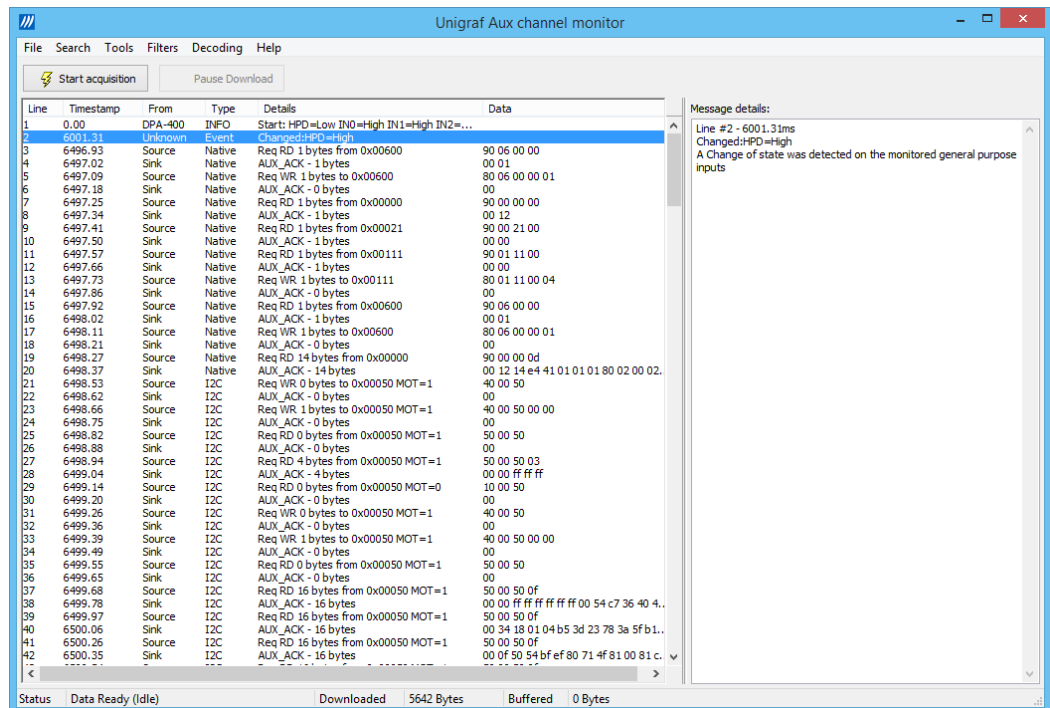 Unigraf Aux channel monitor
File Search Tools Filters Decoding Help
Start acquisition Pause Download
Line Timestamp From Type Details Data
1 0.00 DPA-400 INFO Start: HPD=Low IN0=High IN1=High IN2=...
2 6001.31 Unknown Event Changed:HPD=High
3 6496.93 Source Native Req RD 1 bytes from 0x00600 90 06 00 00
4 6497.02 Sink Native AUX_ACK - 1 bytes 00 01
5 6497.09 Source Native Req WR 1 bytes to 0x00600 80 06 00 00 01
6 6497.18 Sink Native AUX_ACK - 0 bytes 00
7 6497.25 Source Native Req RD 1 bytes from 0x00000 90 00 00 00
8 6497.34 Sink Native AUX_ACK - 1 bytes 00 12
9 6497.41 Source Native Req RD 1 bytes from 0x00021 90 00 21 00
10 6497.50 Sink Native AUX_ACK - 1 bytes 00 00
11 6497.57 Source Native Req RD 1 bytes from 0x00111 90 01 11 00
12 6497.66 Sink Native AUX_ACK - 1 bytes 00 00
13 6497.73 Source Native Req WR 1 bytes to 0x00111 80 01 11 00 04
14 6497.86 Sink Native AUX_ACK - 0 bytes 00
15 6497.92 Source Native Req RD 1 bytes from 0x00600 90 06 00 00
16 6498.02 Sink Native AUX_ACK - 1 bytes 00 01
17 6498.11 Source Native Req WR 1 bytes to 0x00600 80 06 00 00 01
18 6498.21 Sink Native AUX_ACK - 0 bytes 00
19 6498.27 Source Native Req RD 14 bytes from 0x00000 90 00 00 0d
20 6498.37 Sink Native AUX_ACK - 14 bytes 00 12 14 e4 41 01 01 01 80 02 00 02..
21 6498.53 Source I2C Req WR 0 bytes to 0x00050 MOT=1 40 00 50
22 6498.62 Sink I2C AUX_ACK - 0 bytes 00
23 6498.66 Source I2C Req WR 1 bytes to 0x00050 MOT=1 40 00 50 00 00
24 6498.75 Sink I2C AUX_ACK - 0 bytes 00
25 6498.82 Source I2C Req RD 0 bytes from 0x00050 MOT=1 50 00 50
26 6498.88 Sink I2C AUX_ACK - 0 bytes 00
27 6498.94 Source I2C Req RD 4 bytes from 0x00050 MOT=1 50 00 50 03
28 6499.04 Sink I2C AUX_ACK - 4 bytes 00 00 ff ff ff
29 6499.14 Source I2C Req RD 0 bytes from 0x00050 MOT=0 10 00 50
30 6499.20 Sink I2C AUX_ACK - 0 bytes 00
31 6499.26 Source I2C Req WR 0 bytes to 0x00050 MOT=1 40 00 50
32 6499.36 Sink I2C AUX_ACK - 0 bytes 00
33 6499.39 Source I2C Req WR 1 bytes to 0x00050 MOT=1 40 00 50 00 00
34 6499.49 Sink I2C AUX_ACK - 0 bytes 00
35 6499.55 Source I2C Req RD 0 bytes from 0x00050 MOT=1 50 00 50
36 6499.65 Sink I2C AUX_ACK - 0 bytes 00
37 6499.68 Source I2C Req RD 16 bytes from 0x00050 MOT=1 50 00 50 0f
38 6499.78 Sink I2C AUX_ACK - 16 bytes 00 00 ff ff ff ff ff ff 00 54 c7 36 40 4..
39 6499.97 Source I2C Req RD 16 bytes from 0x00050 MOT=1 50 00 50 0f
40 6500.06 Sink I2C AUX_ACK - 16 bytes 00 34 18 01 04 b5 3d 23 78 3a 5f b1..
41 6500.26 Source I2C Req RD 16 bytes from 0x00050 MOT=1 50 00 50 0f
42 6500.35 Sink I2C AUX_ACK - 16 bytes 00 0f 50 54 bf ef 80 71 4f 81 00 81 c..
Message details:
Line #2 - 6001.31ms
Changed:HPD=High
A Change of state was detected on the monitored general purpose
inputs
Status Data Ready (Idle) Downloaded 5642 Bytes Buffered 0 Bytes